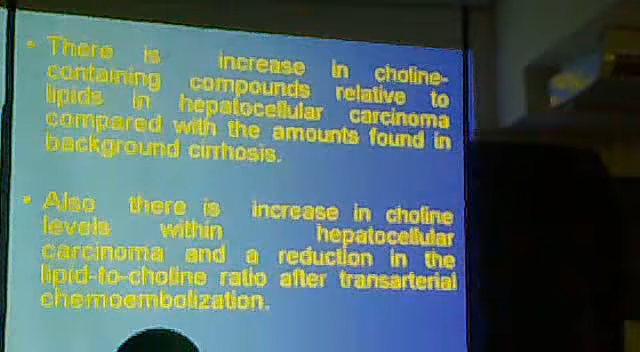 • There is increase in choline-
containing compounds relative to
lipids in hepatocellular carcinoma
compared with the amounts found in
background cirrhosis.
• Also there is increase in choline
levels within hepatocellular
carcinoma and a reduction in the
lipid-to-choline ratio after transarterial
chemoembolization.